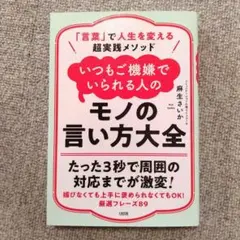 「言葉」で人生を変える
超実践メソッド
いつもご機嫌で
いられる人の
麻生さいか
モノの
言い方大全
たった3秒で周囲の
対応までが激変!
媚びなくても上手に褒められなくてもOK!
厳選フレーズ89